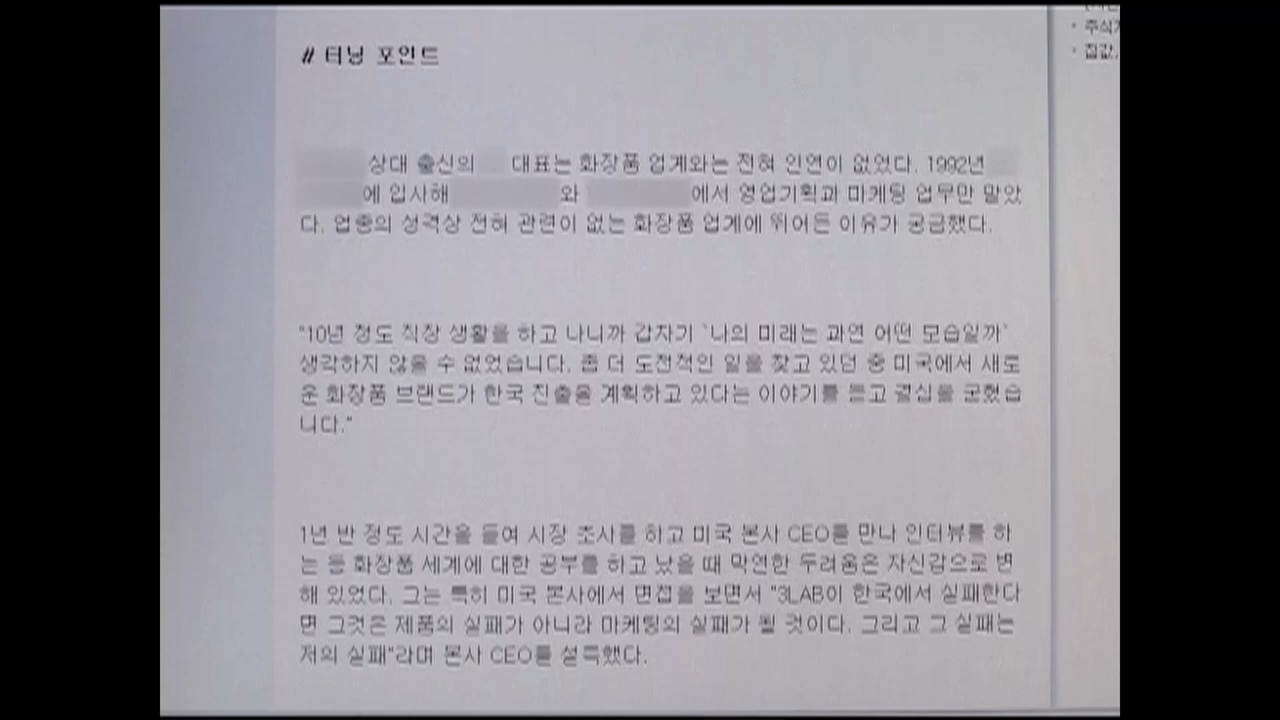 # 터닝 포인트
주식
집값
상대 출신의 대표는 화장품 업계와는 전혀 인연이 없었다. 1992년
에 입사해 와 에서 영업기획과 마케팅 업무만 맡았
다. 업종의 성격상 전혀 관련이 없는 화장품 업계에 뛰어든 이유가 궁금했다.
"10년 정도 직장 생활을 하고 나니까 갑자기 `나의 미래는 과연 어떤 모습일까`
생각하지 않을 수 없었습니다. 좀 더 도전적인 일을 찾고 있던 중 미국에서 새로
운 화장품 브랜드가 한국 진출을 계획하고 있다는 이야기를 듣고 결심을 굳혔습
니다."
1년 반 정도 시간을 들여 시장 조사를 하고 미국 본사 CEO를 만나 인터뷰를 하
는 등 화장품 세계에 대한 공부를 하고 났을 때 막연한 두려움은 자신감으로 변
해 있었다. 그는 특히 미국 본사에서 면접을 보면서 "3LAB이 한국에서 실패한다
면 그것은 제품의 실패가 아니라 마케팅의 실패가 될 것이다. 그리고 그 실패는
저의 실패"라며 본사 CEO를 설득했다.